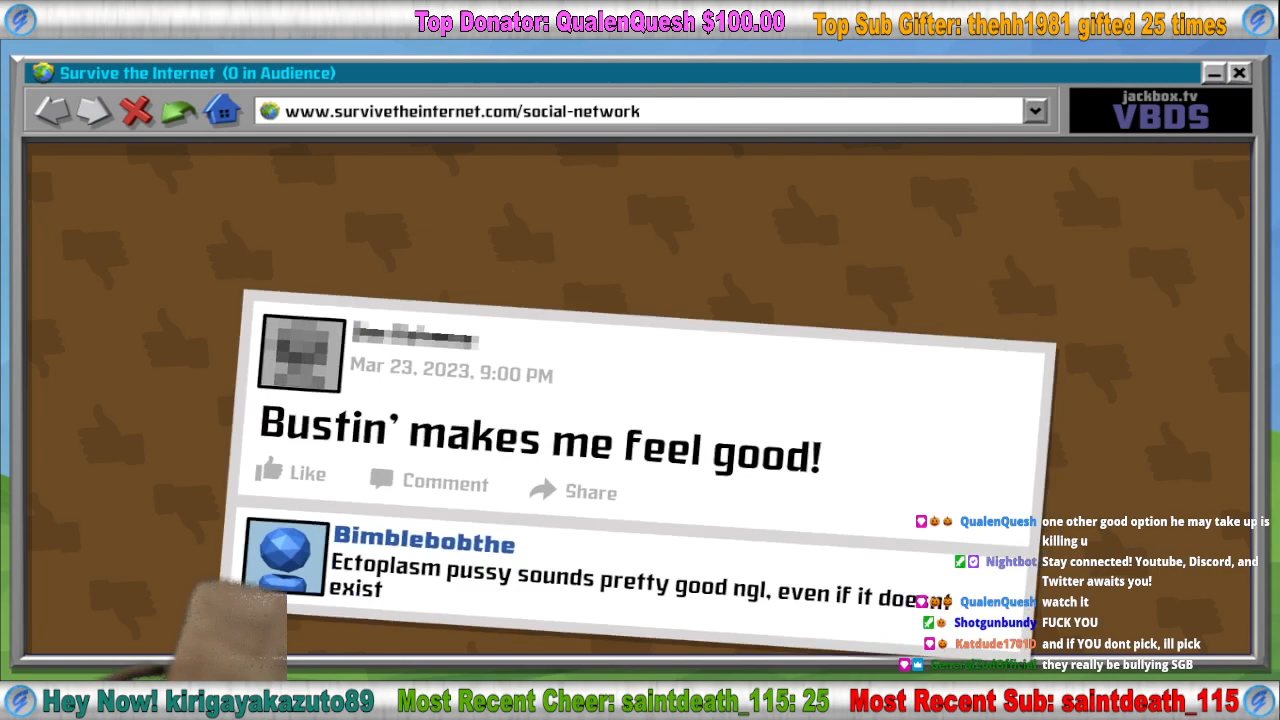 Top Donator: QualenQuesh $100.00
Top Sub Gifter: thehh1981 gifted 25 times
Survive the Internet (0 in Audience)
www.survivetheinternet.com/social-network
jackbox.tv
VBDS
Mar 23, 2023, 9:00 PM
Bustin' makes me feel good!
Like
Comment
Share
Bimblebobthe
Ectoplasm pussy sounds pretty good ngl, even if it doe
exist
QualenQuesh one other good option he may take up is
killing u
Nightbot Stay connected! Youtube, Discord, and
Twitter awaits you!
QualenQuesh watch it
Shotgunbundy FUCK YOU
Katdude17010 and if YOU dont pick, ill pick
they really be bullying SGB
Hey Now! kirigayakazuto89
Most Recent Cheer: saintdeath_115: 25
Most Recent Sub: saintdeath_115